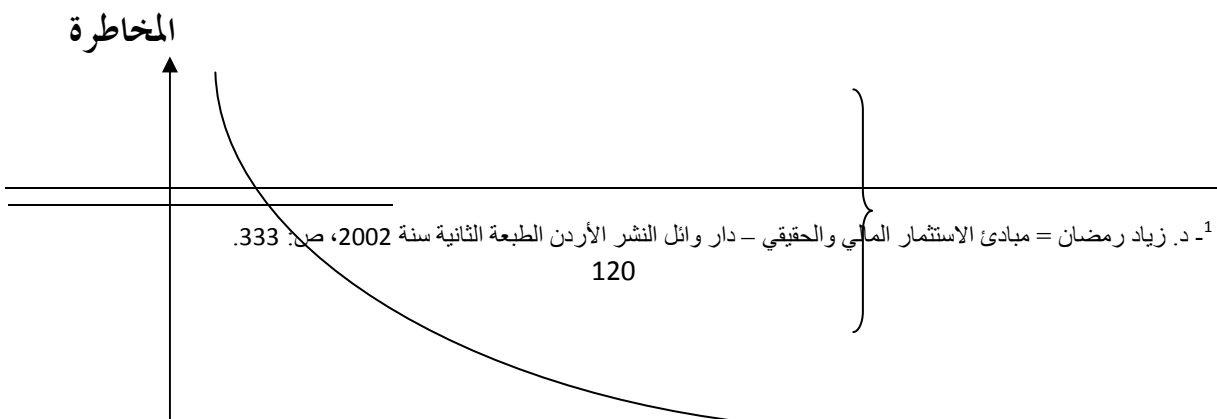 المخاطرة
1- د. زياد رمضان = مبادئ الاستثمار المالي والحقيقي – دار وائل النشر الأردن الطبعة الثانية سنة 2002، ص: 333.
120